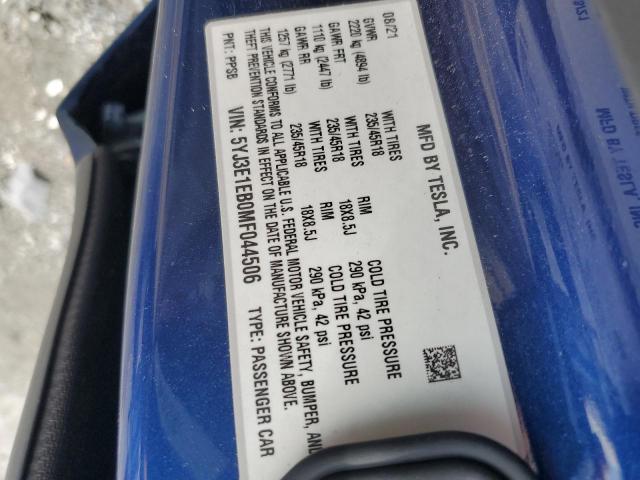 MFD BY TESLA, INC.
08/21
GVWR
2220 kg (4894 lb)
GAWR FRT WITH TIRES RIM COLD TIRE PRESSURE
1110 kg (2447 lb) 235/45R18 18X8.5J 290 kPa, 42 psi
GAWR RR WITH TIRES RIM COLD TIRE PRESSURE
1257 kg (2771 lb) 235/45R18 18X8.5J 290 kPa, 42 psi
THIS VEHICLE CONFORMS TO ALL APPLICABLE U.S. FEDERAL MOTOR VEHICLE SAFETY, BUMPER, AND
THEFT PREVENTION STANDARDS IN EFFECT ON THE DATE OF MANUFACTURE SHOWN ABOVE.
PNT: PPSB
VIN: 5YJ3E1EB0MF044506 TYPE: PASSENGER CAR